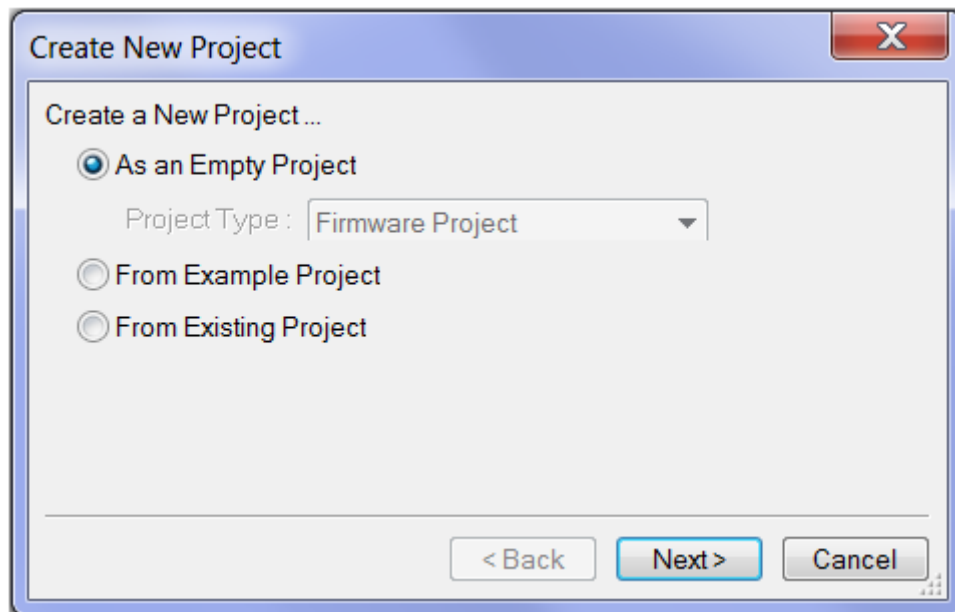 Create New Project
Create a New Project ...
As an Empty Project
Project Type : Firmware Project
From Example Project
From Existing Project
< Back Next > Cancel